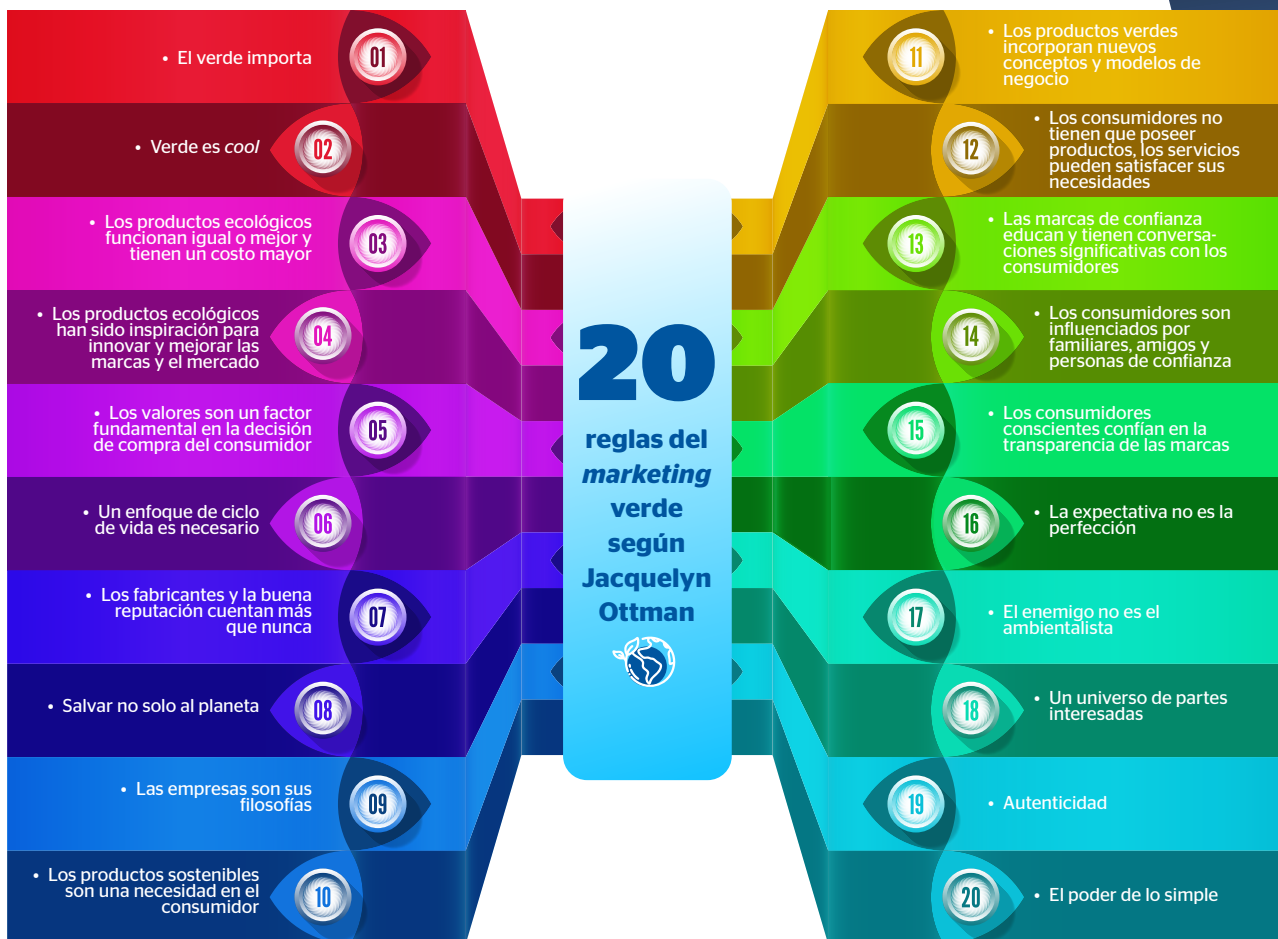 01
• El verde importa
02
• Verde es cool
03
• Los productos ecológicos
funcionan igual o mejor y
tienen un costo mayor
04
• Los productos ecológicos
han sido inspiración para
innovar y mejorar las
marcas y el mercado
05
• Los valores son un factor
fundamental en la decisión
de compra del consumidor
06
• Un enfoque de ciclo
de vida es necesario
07
• Los fabricantes y la buena
reputación cuentan más
que nunca
08
• Salvar no solo al planeta
09
• Las empresas son sus
filosofías
10
• Los productos sostenibles
son una necesidad en el
consumidor
20
reglas del
marketing
verde
según
Jacquelyn
Ottman
11
• Los productos verdes
incorporan nuevos
conceptos y modelos de
negocio
12
• Los consumidores no
tienen que poseer
productos, los servicios
pueden satisfacer sus
necesidades
13
• Las marcas de confianza
educan y tienen conversa-
ciones significativas con los
consumidores
14
• Los consumidores son
influenciados por
familiares, amigos y
personas de confianza
15
• Los consumidores
conscientes confían en la
transparencia de las marcas
16
• La expectativa no es la
perfección
17
• El enemigo no es el
ambientalista
18
• Un universo de partes
interesadas
19
• Autenticidad
20
• El poder de lo simple